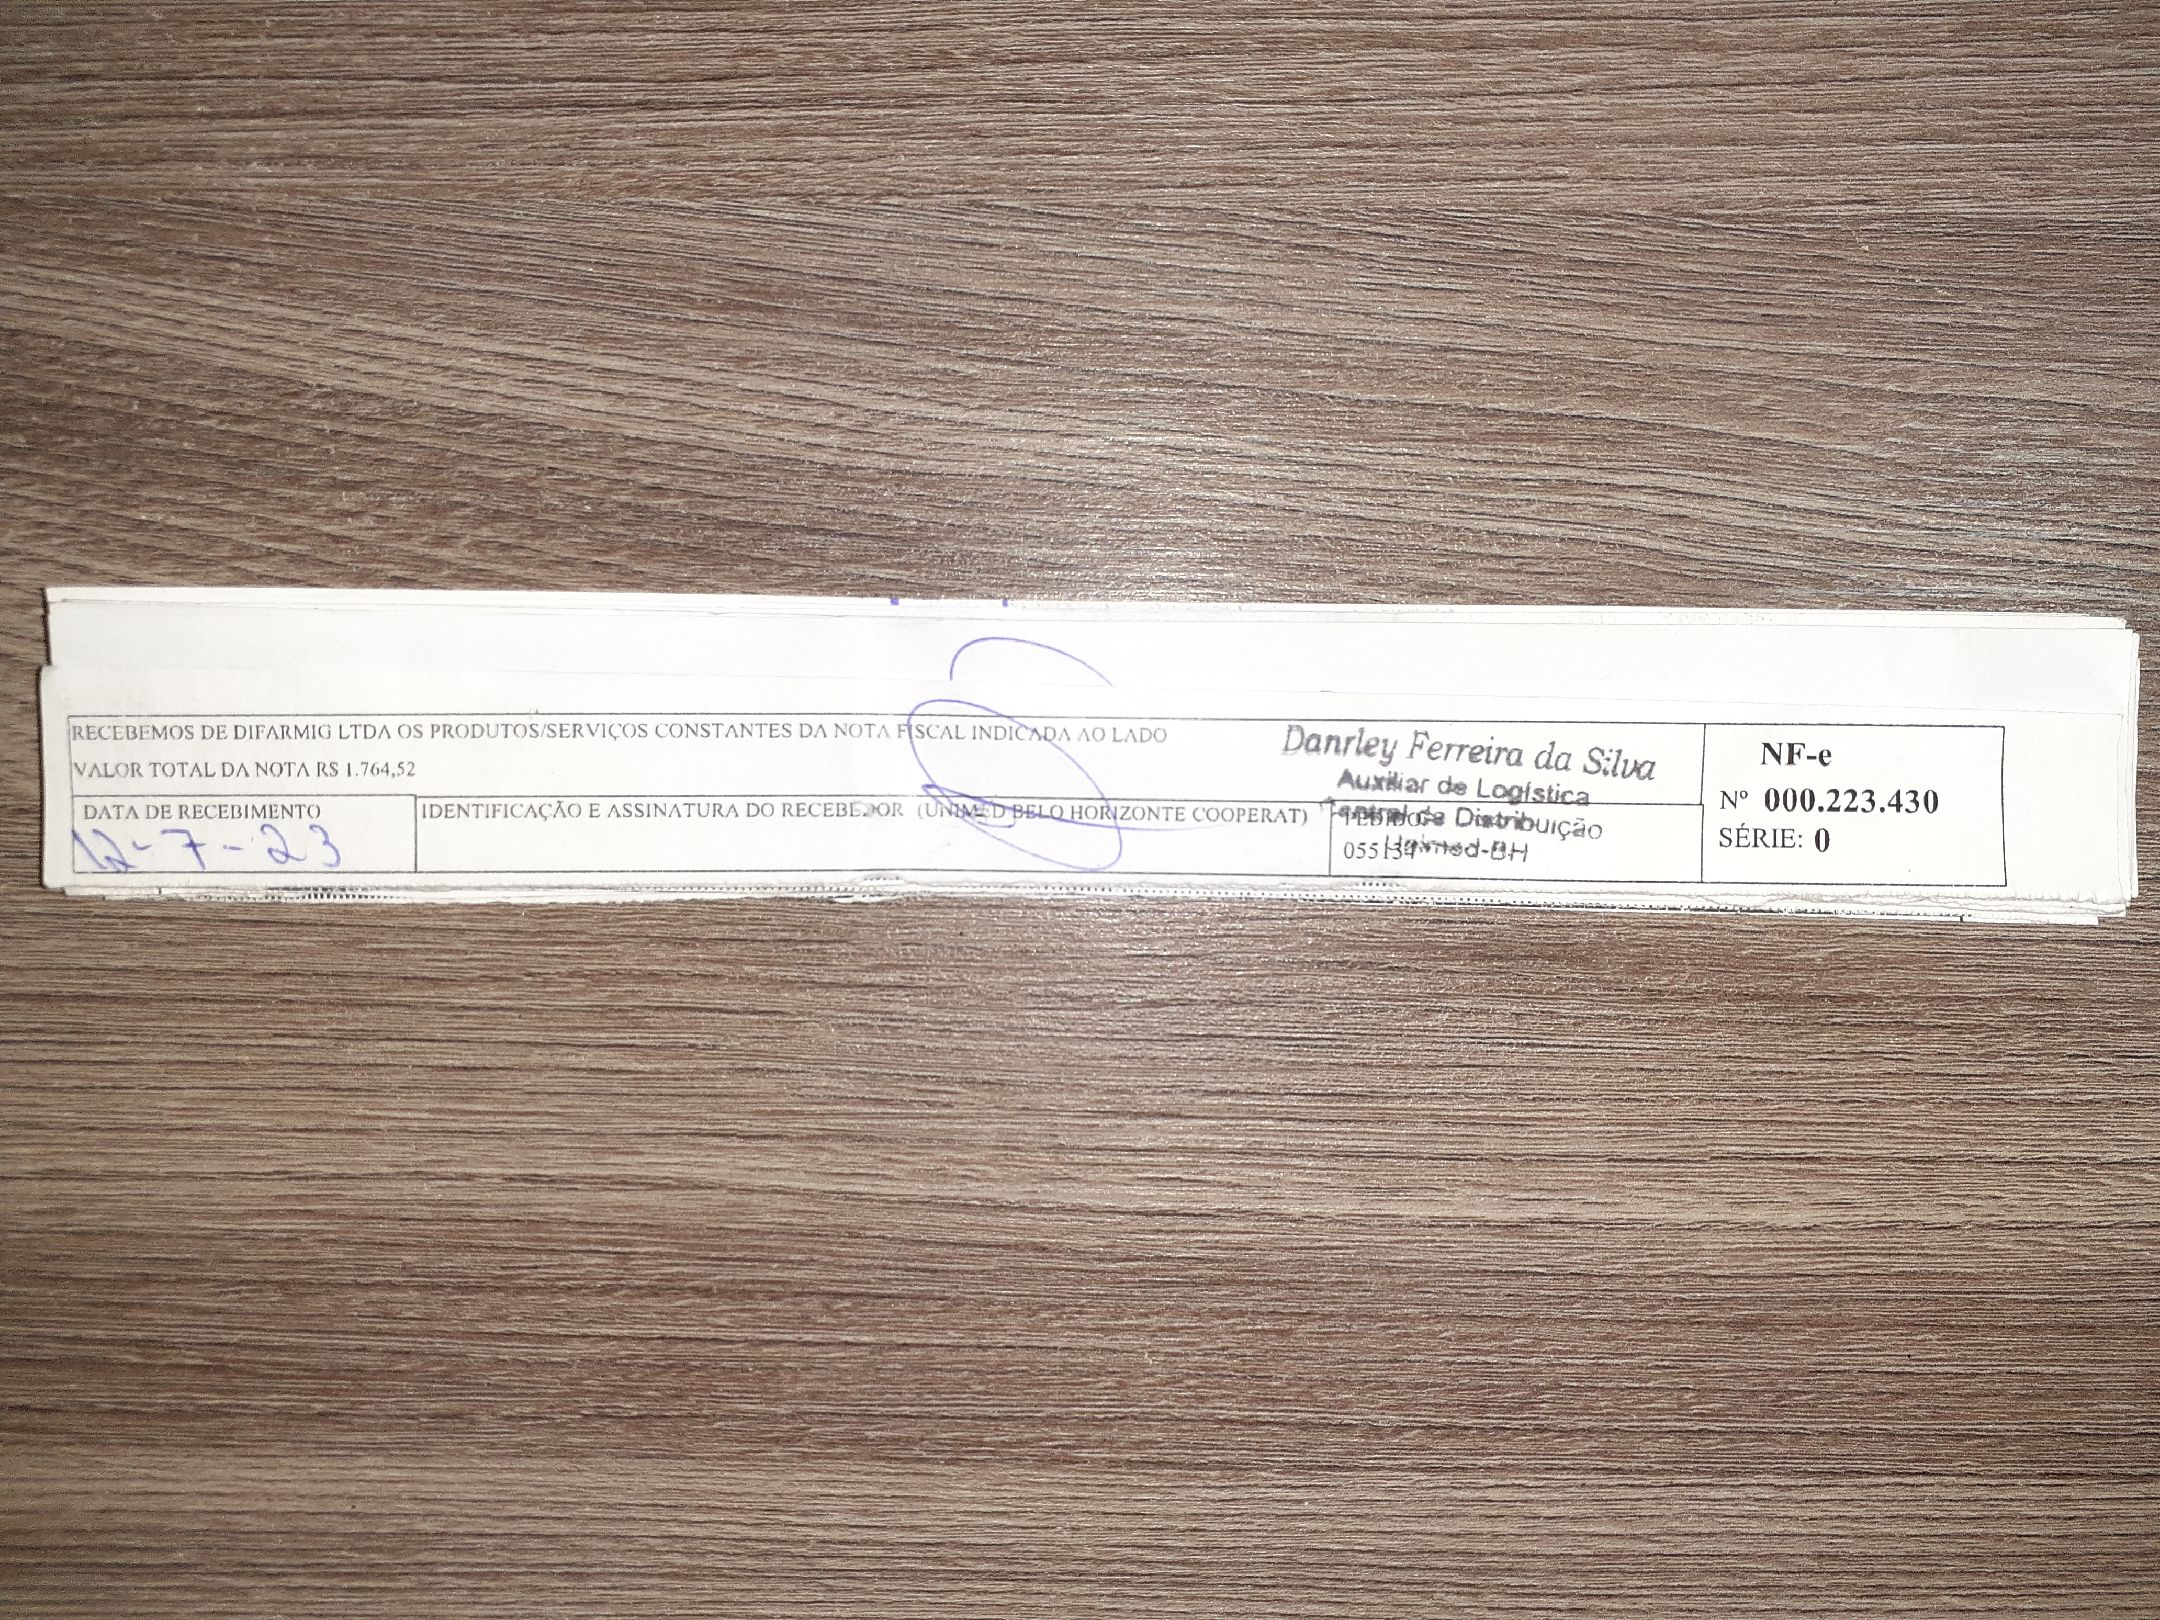 RECEBEMOS DE DIFARMIG LTDA OS PRODUTOS/SERVIÇOS CONSTANTES DA NOTA FISCAL INDICADA AO LADO
VALOR TOTAL DA NOTA R$ 1.764,52
DATA DE RECEBIMENTO
12-7-23
IDENTIFICAÇÃO E ASSINATURA DO RECEBEDOR (UNIMED BELO HORIZONTE COOPERAT)
Danrley Ferreira da Silva
Auxiliar de Logística
Central de Distribuição
Unimed-BH
PEDIDO:
NF-e
Nº 000.223.430
SÉRIE: 0